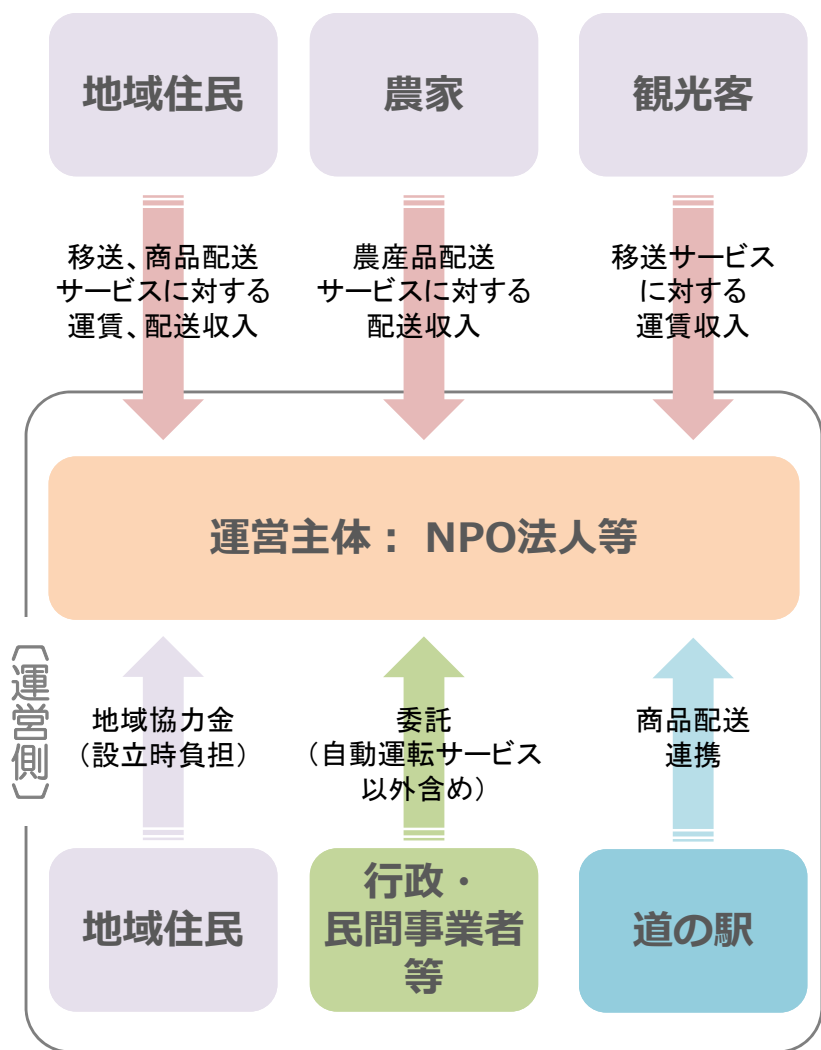 地域住民
農家
観光客
移送、商品配送
サービスに対する
運賃、配送収入
農産品配送
サービスに対する
配送収入
移送サービス
に対する
運賃収入
運営主体： NPO法人等
〔運営側〕
地域協力金
（設立時負担）
委託
（自動運転サービス
以外含め）
商品配送
連携
地域住民
行政・
民間事業者
等
道の駅